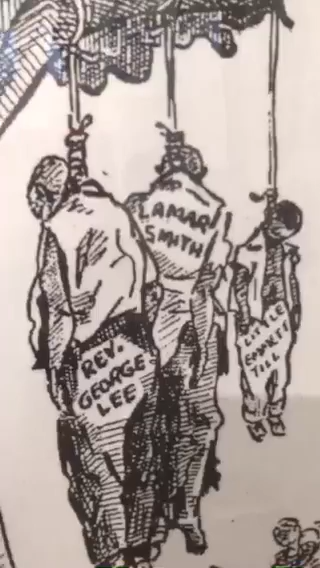 REV.
GEORGE
LEE
LAMAR
SMITH
LITTLE
EMMETT
TILL